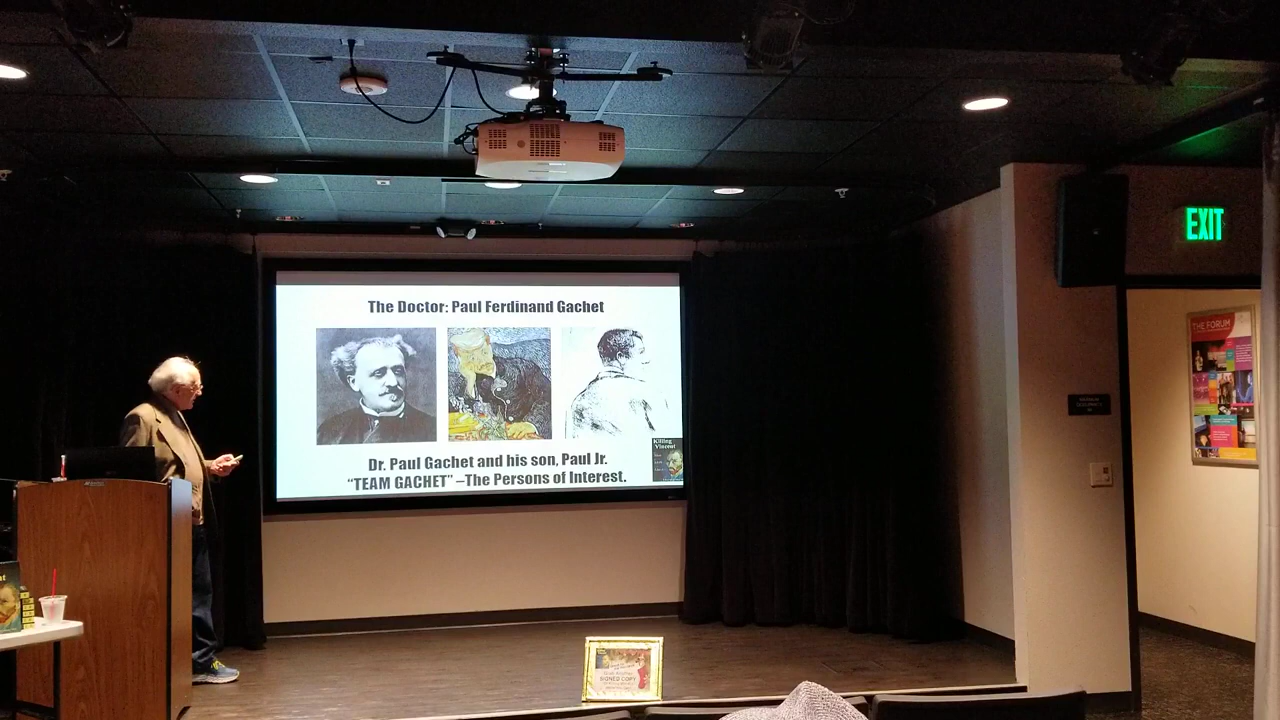 The Doctor: Paul Ferdinand Gachet
Dr. Paul Gachet and his son, Paul Jr.
“TEAM GACHET” –The Persons of Interest.
Killing
Vincent
EXIT
THE FORUM
SIGNED COPY